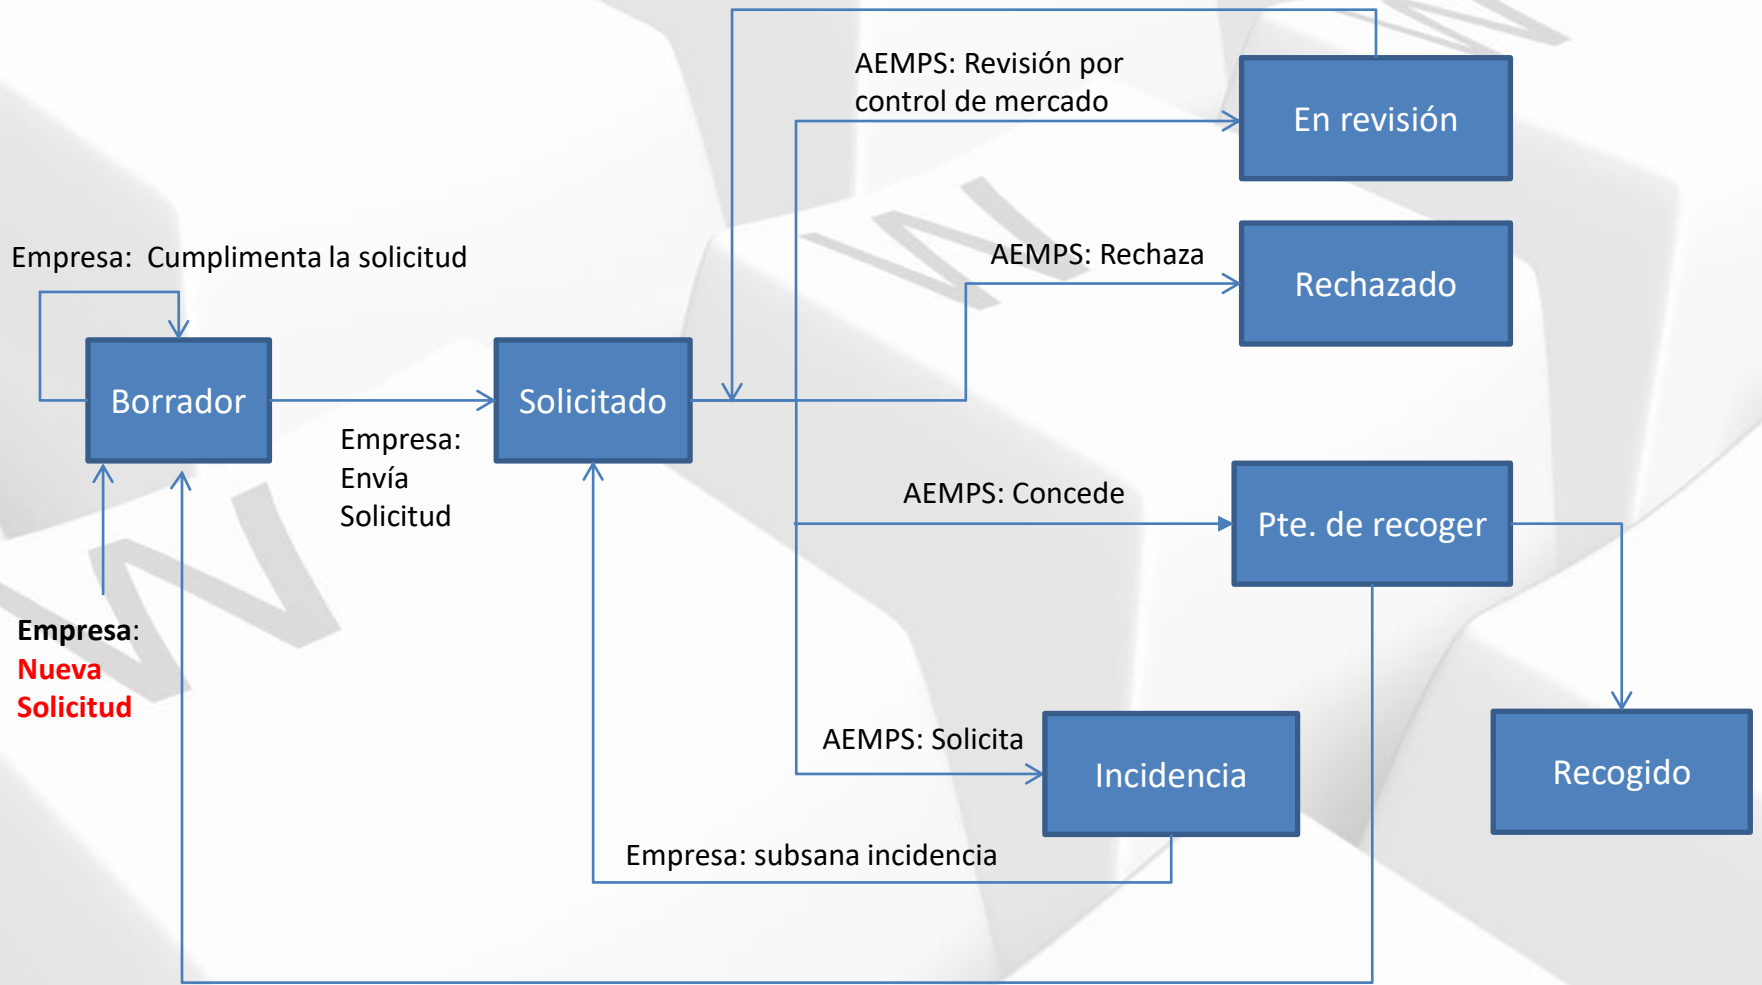 AEMPS: Revisión por
control de mercado
En revisión
Empresa:  Cumplimenta la solicitud
AEMPS: Rechaza
Rechazado
Borrador
Solicitado
Empresa:
Envía
Solicitud
AEMPS: Concede
Pte. de recoger
Empresa:
Nueva
Solicitud
AEMPS: Solicita
Incidencia
Recogido
Empresa: subsana incidencia
W
W
W